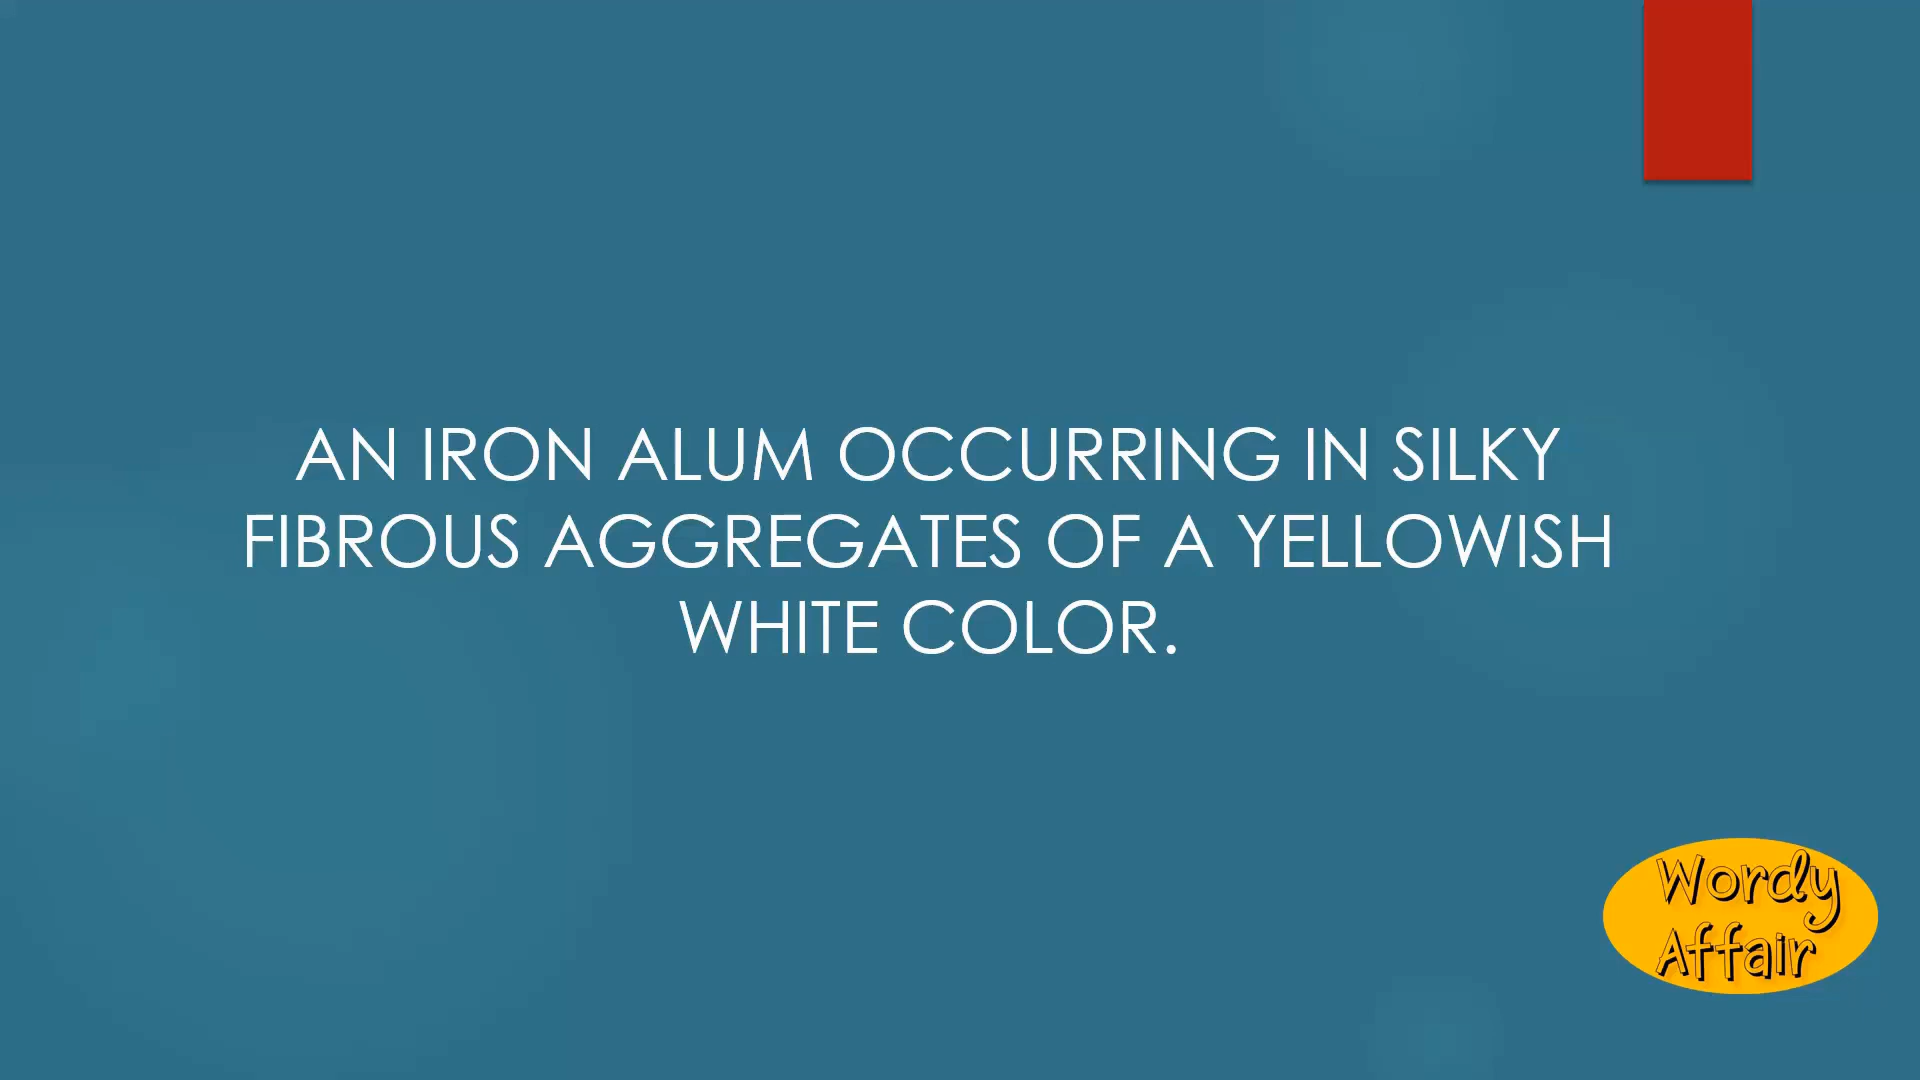 AN IRON ALUM OCCURRING IN SILKY
FIBROUS AGGREGATES OF A YELLOWISH
WHITE COLOR.
Wordy
Affair